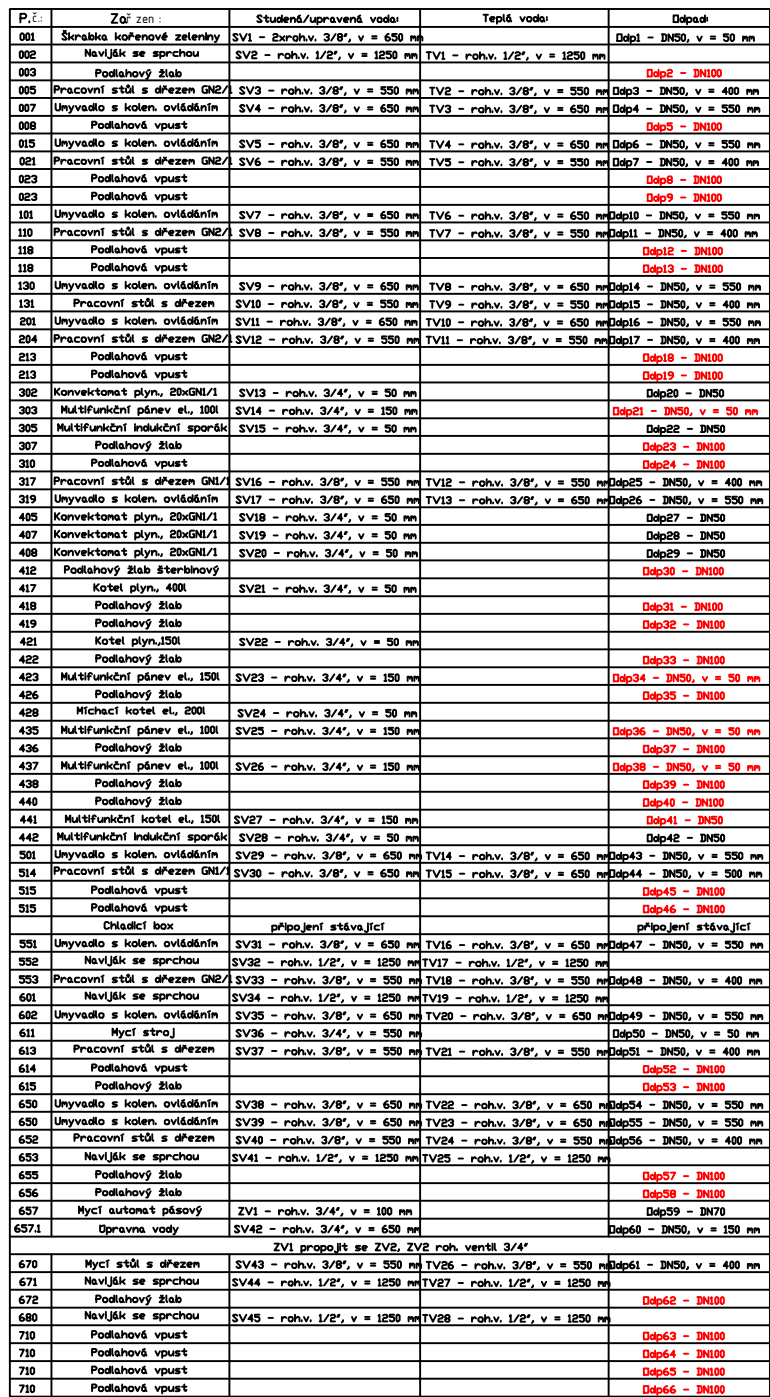 P.č.: Zař zen : Studená/upravená voda: Teplá voda: Odpad:
001 Škrabka kořenové zeleniny SV1 - 2xroh.v. 3/8", v = 650 mm Odp1 - DN50, v = 50 mm
002 Naviják se sprchou SV2 - roh.v. 1/2", v = 1250 mm TV1 - roh.v. 1/2", v = 1250 mm
003 Podlahový žlab Odp2 - DN100
005 Pracovní stůl s dřezem GN2/1 SV3 - roh.v. 3/8", v = 550 mm TV2 - roh.v. 3/8", v = 550 mm Odp3 - DN50, v = 400 mm
007 Umyvadlo s kolen. ovládáním SV4 - roh.v. 3/8", v = 650 mm TV3 - roh.v. 3/8", v = 650 mm Odp4 - DN50, v = 550 mm
008 Podlahová vpust Odp5 - DN100
015 Umyvadlo s kolen. ovládáním SV5 - roh.v. 3/8", v = 650 mm TV4 - roh.v. 3/8", v = 650 mm Odp6 - DN50, v = 550 mm
021 Pracovní stůl s dřezem GN2/1 SV6 - roh.v. 3/8", v = 550 mm TV5 - roh.v. 3/8", v = 550 mm Odp7 - DN50, v = 400 mm
023 Podlahová vpust Odp8 - DN100
023 Podlahová vpust Odp9 - DN100
101 Umyvadlo s kolen. ovládáním SV7 - roh.v. 3/8", v = 650 mm TV6 - roh.v. 3/8", v = 650 mm Odp10 - DN50, v = 550 mm
110 Pracovní stůl s dřezem GN2/1 SV8 - roh.v. 3/8", v = 550 mm TV7 - roh.v. 3/8", v = 550 mm Odp11 - DN50, v = 400 mm
118 Podlahová vpust Odp12 - DN100
118 Podlahová vpust Odp13 - DN100
130 Umyvadlo s kolen. ovládáním SV9 - roh.v. 3/8", v = 650 mm TV8 - roh.v. 3/8", v = 650 mm Odp14 - DN50, v = 550 mm
131 Pracovní stůl s dřezem SV10 - roh.v. 3/8", v = 550 mm TV9 - roh.v. 3/8", v = 550 mm Odp15 - DN50, v = 400 mm
201 Umyvadlo s kolen. ovládáním SV11 - roh.v. 3/8", v = 650 mm TV10 - roh.v. 3/8", v = 650 mm Odp16 - DN50, v = 550 mm
204 Pracovní stůl s dřezem GN2/1 SV12 - roh.v. 3/8", v = 550 mm TV11 - roh.v. 3/8", v = 550 mm Odp17 - DN50, v = 400 mm
213 Podlahová vpust Odp18 - DN100
213 Podlahová vpust Odp19 - DN100
302 Konvektomat plyn., 20xGN1/1 SV13 - roh.v. 3/4", v = 50 mm Odp20 - DN50
303 Multifunkční pánev el., 100l SV14 - roh.v. 3/4", v = 150 mm Odp21 - DN50, v = 50 mm
305 Multifunkční indukční sporák SV15 - roh.v. 3/4", v = 50 mm Odp22 - DN50
307 Podlahový žlab Odp23 - DN100
310 Podlahová vpust Odp24 - DN100
317 Pracovní stůl s dřezem GN1/1 SV16 - roh.v. 3/8", v = 550 mm TV12 - roh.v. 3/8", v = 550 mm Odp25 - DN50, v = 400 mm
319 Umyvadlo s kolen. ovládáním SV17 - roh.v. 3/8", v = 650 mm TV13 - roh.v. 3/8", v = 650 mm Odp26 - DN50, v = 550 mm
405 Konvektomat plyn., 20xGN1/1 SV18 - roh.v. 3/4", v = 50 mm Odp27 - DN50
407 Konvektomat plyn., 20xGN1/1 SV19 - roh.v. 3/4", v = 50 mm Odp28 - DN50
408 Konvektomat plyn., 20xGN1/1 SV20 - roh.v. 3/4", v = 50 mm Odp29 - DN50
412 Podlahový žlab šterbinový Odp30 - DN100
417 Kotel plyn., 400l SV21 - roh.v. 3/4", v = 50 mm
418 Podlahový žlab Odp31 - DN100
419 Podlahový žlab Odp32 - DN100
421 Kotel plyn.,150l SV22 - roh.v. 3/4", v = 50 mm
422 Podlahový žlab Odp33 - DN100
423 Multifunkční pánev el., 150l SV23 - roh.v. 3/4", v = 150 mm Odp34 - DN50, v = 50 mm
426 Podlahový žlab Odp35 - DN100
428 Míchací kotel el., 200l SV24 - roh.v. 3/4", v = 50 mm
435 Multifunkční pánev el., 100l SV25 - roh.v. 3/4", v = 150 mm Odp36 - DN50, v = 50 mm
436 Podlahový žlab Odp37 - DN100
437 Multifunkční pánev el., 100l SV26 - roh.v. 3/4", v = 150 mm Odp38 - DN50, v = 50 mm
438 Podlahový žlab Odp39 - DN100
440 Podlahový žlab Odp40 - DN100
441 Multifunkční kotel el., 150l SV27 - roh.v. 3/4", v = 150 mm Odp41 - DN50
442 Multifunkční indukční sporák SV28 - roh.v. 3/4", v = 50 mm Odp42 - DN50
501 Umyvadlo s kolen. ovládáním SV29 - roh.v. 3/8", v = 650 mm TV14 - roh.v. 3/8", v = 650 mm Odp43 - DN50, v = 550 mm
514 Pracovní stůl s dřezem GN1/1 SV30 - roh.v. 3/8", v = 650 mm TV15 - roh.v. 3/8", v = 650 mm Odp44 - DN50, v = 500 mm
515 Podlahová vpust Odp45 - DN100
515 Podlahová vpust Odp46 - DN100
Chladící box připojení stávající připojení stávající
551 Umyvadlo s kolen. ovládáním SV31 - roh.v. 3/8", v = 650 mm TV16 - roh.v. 3/8", v = 650 mm Odp47 - DN50, v = 550 mm
552 Naviják se sprchou SV32 - roh.v. 1/2", v = 1250 mm TV17 - roh.v. 1/2", v = 1250 mm
553 Pracovní stůl s dřezem GN2/1 SV33 - roh.v. 3/8", v = 550 mm TV18 - roh.v. 3/8", v = 550 mm Odp48 - DN50, v = 400 mm
601 Naviják se sprchou SV34 - roh.v. 1/2", v = 1250 mm TV19 - roh.v. 1/2", v = 1250 mm
602 Umyvadlo s kolen. ovládáním SV35 - roh.v. 3/8", v = 650 mm TV20 - roh.v. 3/8", v = 650 mm Odp49 - DN50, v = 550 mm
611 Mycí stroj SV36 - roh.v. 3/4", v = 550 mm Odp50 - DN50, v = 50 mm
613 Pracovní stůl s dřezem SV37 - roh.v. 3/8", v = 550 mm TV21 - roh.v. 3/8", v = 550 mm Odp51 - DN50, v = 400 mm
614 Podlahová vpust Odp52 - DN100
615 Podlahový žlab Odp53 - DN100
650 Umyvadlo s kolen. ovládáním SV38 - roh.v. 3/8", v = 650 mm TV22 - roh.v. 3/8", v = 650 mm Odp54 - DN50, v = 550 mm
650 Umyvadlo s kolen. ovládáním SV39 - roh.v. 3/8", v = 650 mm TV23 - roh.v. 3/8", v = 650 mm Odp55 - DN50, v = 550 mm
652 Pracovní stůl s dřezem SV40 - roh.v. 3/8", v = 550 mm TV24 - roh.v. 3/8", v = 550 mm Odp56 - DN50, v = 400 mm
653 Naviják se sprchou SV41 - roh.v. 1/2", v = 1250 mm TV25 - roh.v. 1/2", v = 1250 mm
655 Podlahový žlab Odp57 - DN100
656 Podlahový žlab Odp58 - DN100
657 Mycí automat pásový ZV1 - roh.v. 3/4", v = 100 mm Odp59 - DN70
657.1 Úpravna vody SV42 - roh.v. 3/4", v = 650 mm Odp60 - DN50, v = 150 mm
ZV1 propojit se ZV2, ZV2 roh. ventil 3/4"
670 Mycí stůl s dřezem SV43 - roh.v. 3/8", v = 550 mm TV26 - roh.v. 3/8", v = 550 mm Odp61 - DN50, v = 400 mm
671 Naviják se sprchou SV44 - roh.v. 1/2", v = 1250 mm TV27 - roh.v. 1/2", v = 1250 mm
672 Podlahový žlab Odp62 - DN100
680 Naviják se sprchou SV45 - roh.v. 1/2", v = 1250 mm TV28 - roh.v. 1/2", v = 1250 mm
710 Podlahová vpust Odp63 - DN100
710 Podlahová vpust Odp64 - DN100
710 Podlahová vpust Odp65 - DN100
710 Podlahová vpust Odp66 - DN100